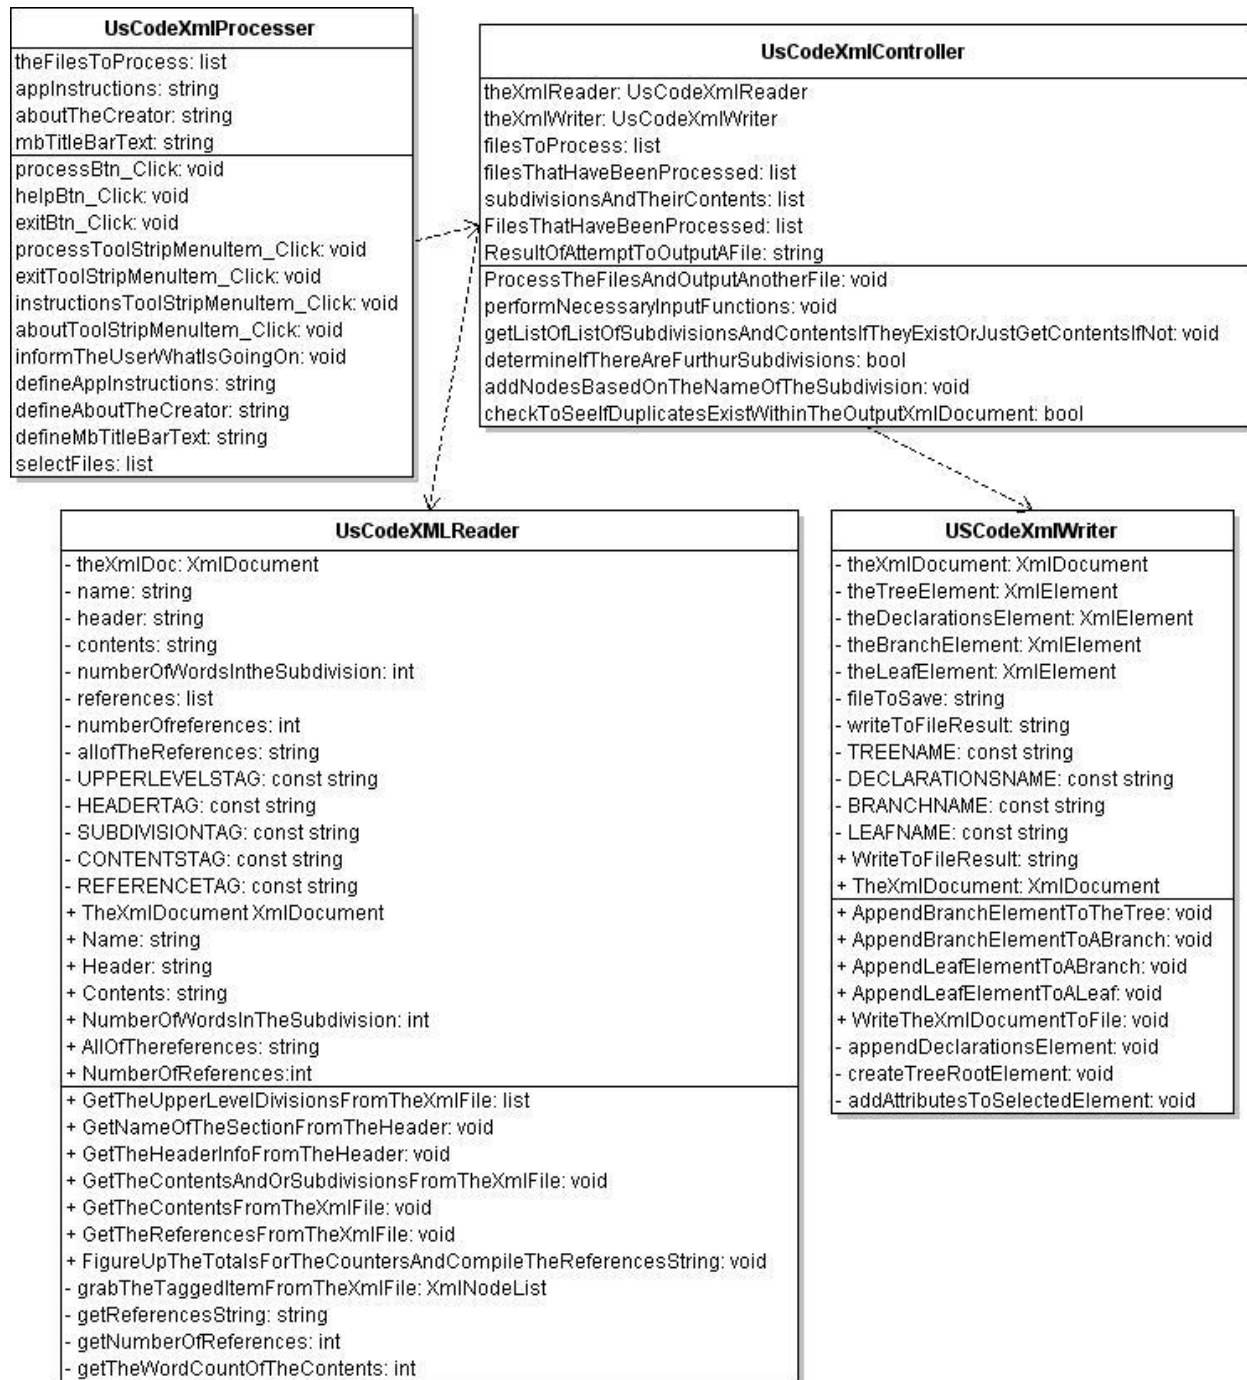 UsCodeXmlProcesser
theFilesToProcess: list
appInstructions: string
aboutTheCreator: string
mbTitleBarText: string
processBtn_Click: void
helpBtn_Click: void
exitBtn_Click: void
processToolStripMenuItem_Click: void
exitToolStripMenuItem_Click: void
instructionsToolStripMenuItem_Click: void
aboutToolStripMenuItem_Click: void
informTheUserWhatIsGoingOn: void
defineAppInstructions: string
defineAboutTheCreator: string
defineMbTitleBarText: string
selectFiles: list
UsCodeXmlController
theXmlReader: UsCodeXmlReader
theXmlWriter: UsCodeXmlWriter
filesToProcess: list
filesThatHaveBeenProcessed: list
subdivisionsAndTheirContents: list
FilesThatHaveBeenProcessed: list
ResultOfAttemptToOutputAFile: string
ProcessTheFilesAndOutputAnotherFile: void
performNecessaryInputFunctions: void
getListOfListOfSubdivisionsAndContentsIfTheyExistOrJustGetContentsIfNot: void
determineIfThereAreFurthurSubdivisions: bool
addNodesBasedOnTheNameOfTheSubdivision: void
checkToSeeIfDuplicatesExistWithinTheOutputXmlDocument: bool
UsCodeXMLReader
- theXmlDoc: XmlDocument
- name: string
- header: string
- contents: string
- numberOfWordsIntheSubdivision: int
- references: list
- numberOfreferences: int
- allofTheReferences: string
- UPPERLEVELSTAG: const string
- HEADERTAG: const string
- SUBDIVISIONTAG: const string
- CONTENTSTAG: const string
- REFERENCETAG: const string
+ TheXmlDocument XmlDocument
+ Name: string
+ Header: string
+ Contents: string
+ NumberOfWordsInTheSubdivision: int
+ AllOfThereferences: string
+ NumberOfReferences:int
+ GetTheUpperLevelDivisionsFromTheXmlFile: list
+ GetNameOfTheSectionFromTheHeader: void
+ GetTheHeaderInfoFromTheHeader: void
+ GetTheContentsAndOrSubdivisionsFromTheXmlFile: void
+ GetTheContentsFromTheXmlFile: void
+ GetTheReferencesFromTheXmlFile: void
+ FigureUpTheTotalsForTheCountersAndCompileTheReferencesString: void
- grabTheTaggedItemFromTheXmlFile: XmlNodeList
- getReferencesString: string
- getNumberOfReferences: int
- getTheWordCountOfTheContents: int
USCodeXmlWriter
- theXmlDocument: XmlDocument
- theTreeElement: XmlElement
- theDeclarationsElement: XmlElement
- theBranchElement: XmlElement
- theLeafElement: XmlElement
- fileToSave: string
- writeToFileResult: string
- TREENAME: const string
- DECLARATIONSNAME: const string
- BRANCHNAME: const string
- LEAFNAME: const string
+ WriteToFileResult: string
+ TheXmlDocument: XmlDocument
+ AppendBranchElementToTheTree: void
+ AppendBranchElementToABranch: void
+ AppendLeafElementToABranch: void
+ AppendLeafElementToALeaf: void
+ WriteTheXmlDocumentToFile: void
- appendDeclarationsElement: void
- createTreeRootElement: void
- addAttributesToSelectedElement: void